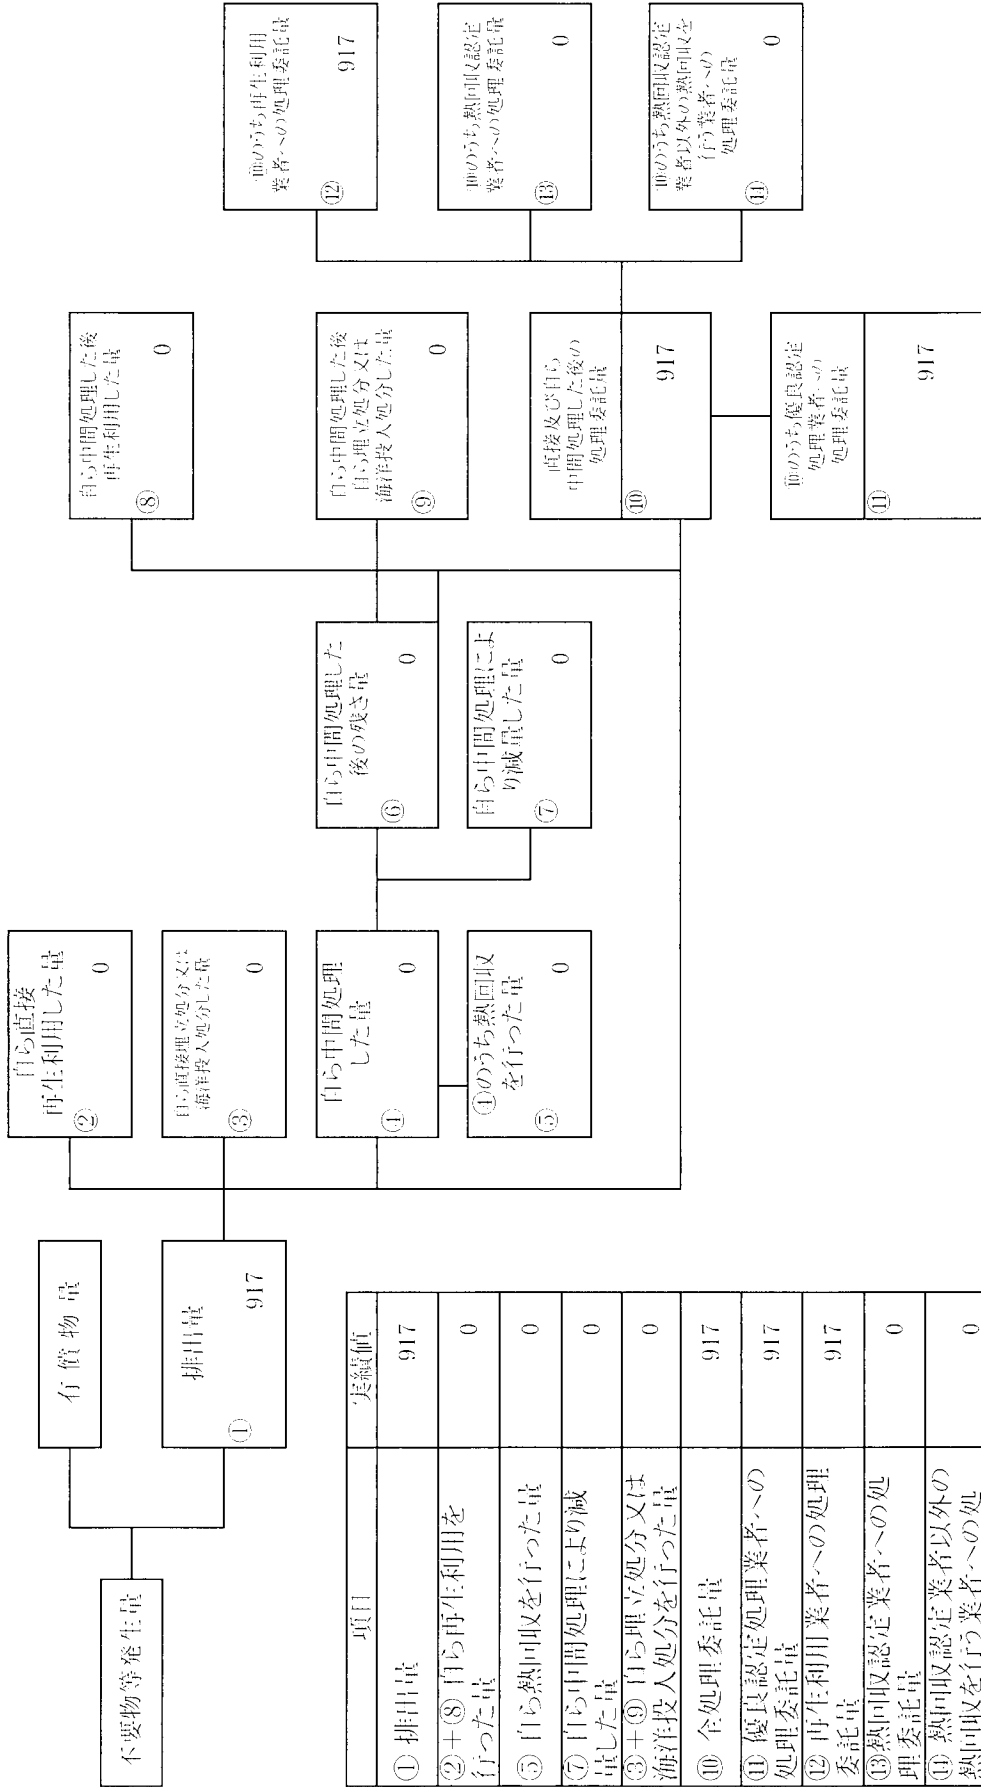 不要物等発生量
有償物量
排出量
①
917
自ら直接
再生利用した量
②
0
自ら直接埋立処分又は
海洋投入処分した量
③
0
自ら中間処理
した量
④
0
④のうち熱回収
を行った量
⑤
0
自ら中間処理した
後の残さ量
⑥
0
自ら中間処理によ
り減量した量
⑦
0
自ら中間処理した後
再生利用した量
⑧
0
自ら中間処理した後
自ら埋立処分又は
海洋投入処分した量
⑨
0
直接及び自ら
中間処理した後の
処理委託量
⑩
917
⑩のうち優良認定
処理業者への
処理委託量
⑪
917
⑩のうち再生利用
業者への処理委託量
⑫
917
⑩のうち熱回収認定
業者への処理委託量
⑬
0
⑩のうち熱回収認定
業者以外の熱回収を
行う業者への
処理委託量
⑭
0
項目 実績値
①排出量 917
②+⑧自ら再生利用を
行った量 0
⑤自ら熱回収を行った量 0
⑦自ら中間処理により減
量した量 0
③+⑨自ら埋立処分又は
海洋投入処分を行った量 0
⑩全処理委託量 917
⑪優良認定処理業者への
処理委託量 917
⑫再生利用業者への処理
委託量 917
⑬熱回収認定業者への処
理委託量 0
⑭熱回収認定業者以外の
熱回収を行う業者への処 0